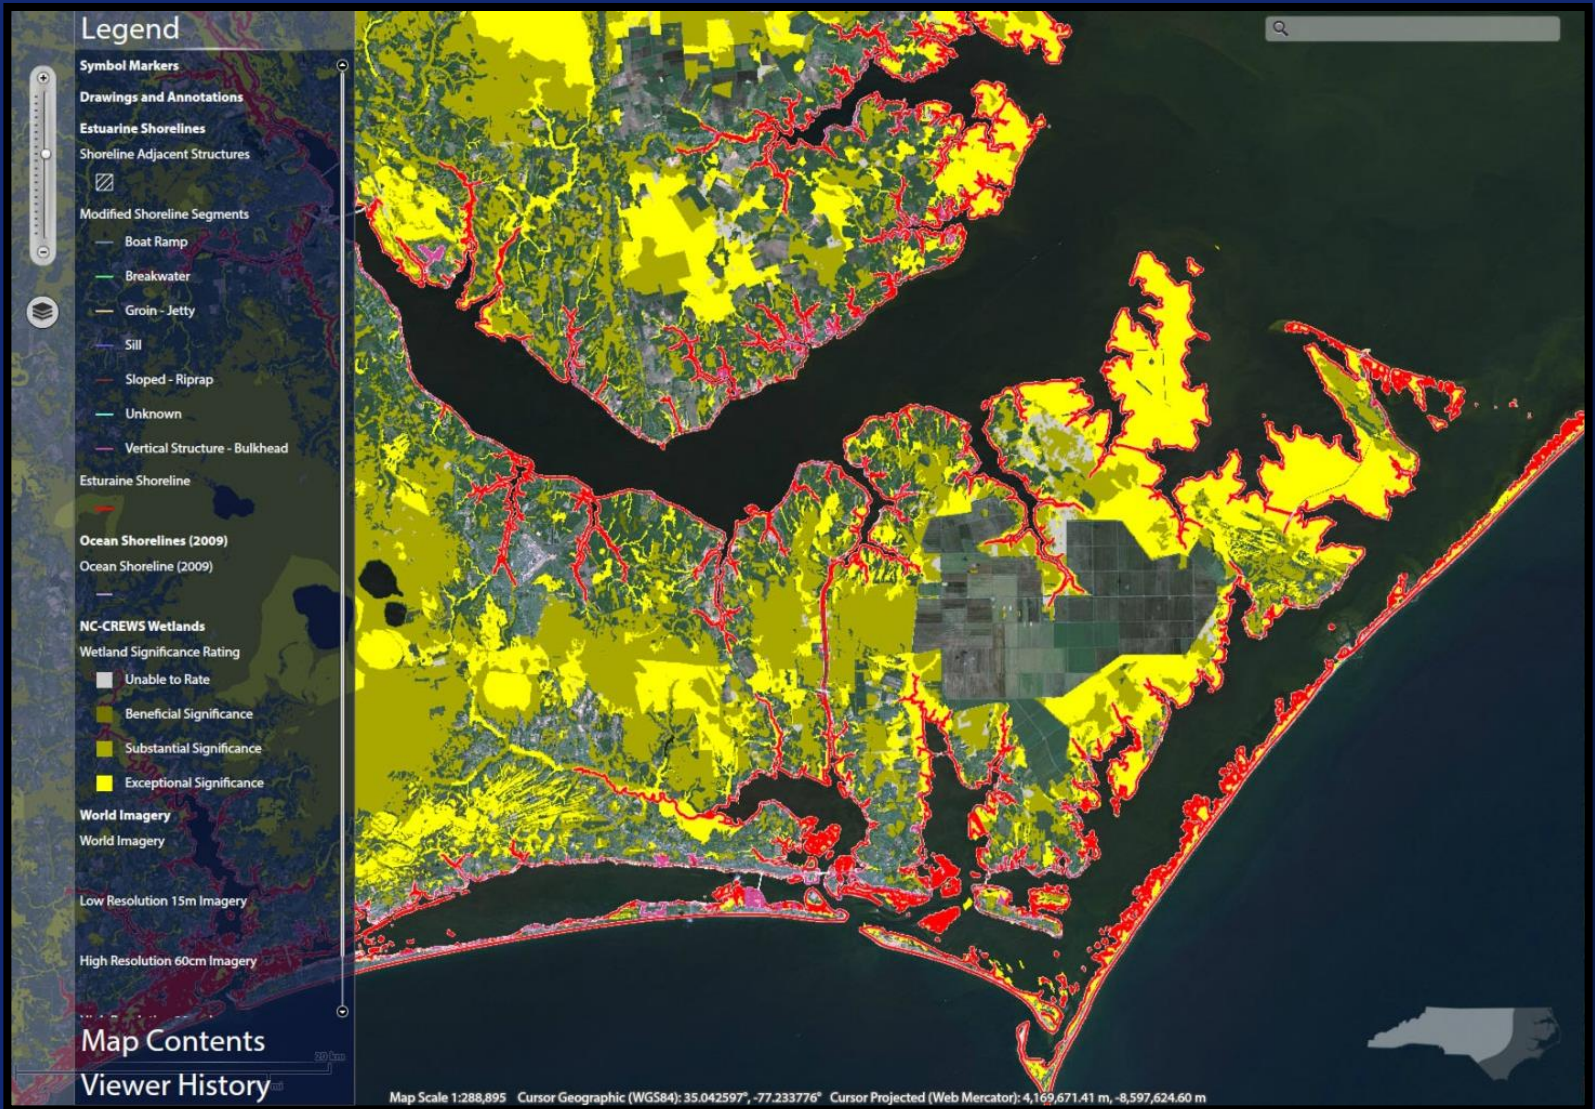 Legend
Symbol Markers
Drawings and Annotations
Estuarine Shorelines
Shoreline Adjacent Structures
Modified Shoreline Segments
Boat Ramp
Breakwater
Groin - Jetty
Sill
Sloped - Riprap
Unknown
Vertical Structure - Bulkhead
Esturaine Shoreline
Ocean Shorelines (2009)
Ocean Shoreline (2009)
NC-CREWS Wetlands
Wetland Significance Rating
Unable to Rate
Beneficial Significance
Substantial Significance
Exceptional Significance
World Imagery
World Imagery
Low Resolution 15m Imagery
High Resolution 60cm Imagery
Map Contents
20 km
Viewer History
mi
Map Scale 1:288,895 Cursor Geographic (WGS84): 35.042597°, -77.233776° Cursor Projected (Web Mercator): 4,169,671.41 m, -8,597,624.60 m